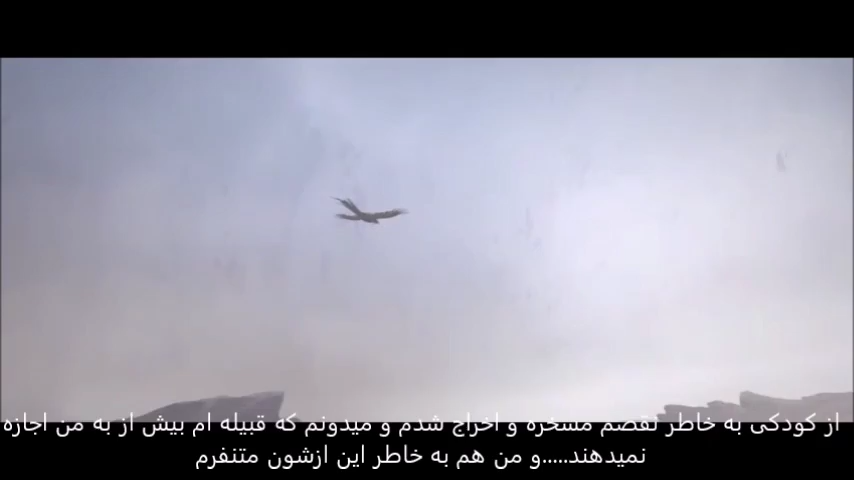 از کودکی به خاطر نقصم مسخره و اخراج شدم و میدونم که قبیله ام بیش از به من اجازه
نمیدهند.....و من هم به خاطر این ازشون متنفرم